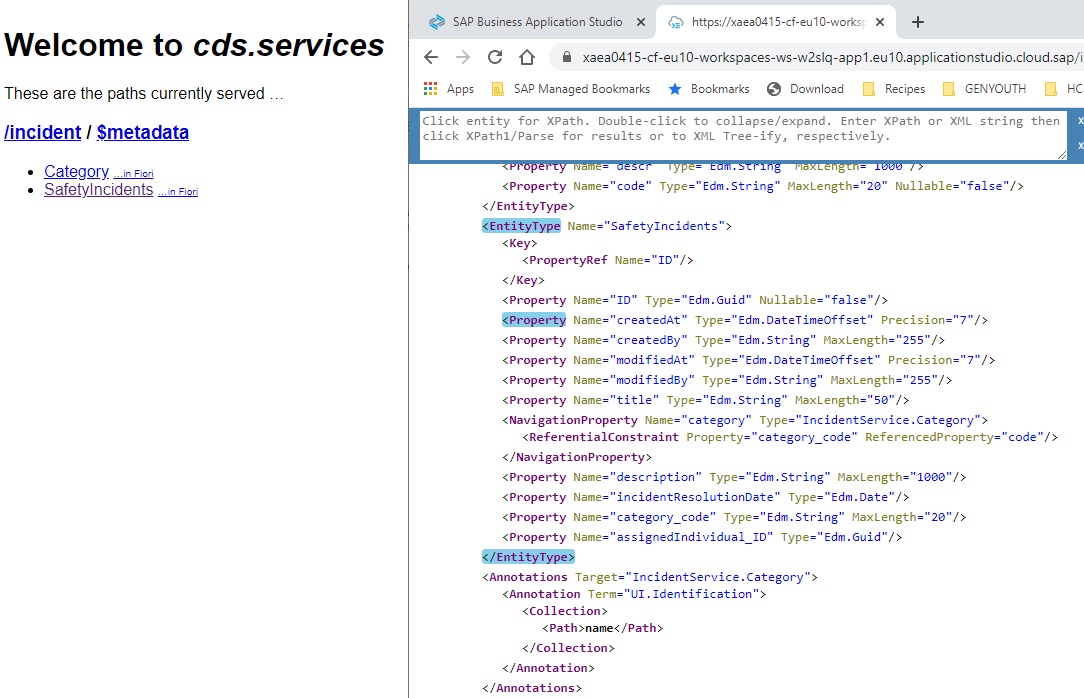 Welcome to cds.services
These are the paths currently served …
/incident / $metadata
• Category ...in Fiori
• SafetyIncidents ...in Fiori
SAP Business Application Studio ×
https://xaea0415-cf-eu10-worksp ×
xaea0415-cf-eu10-workspaces-ws-w2slq-app1.eu10.applicationstudio.cloud.sap/i
Apps SAP Managed Bookmarks Bookmarks Download Recipes GENYOUTH HC
Click entity for XPath. Double-click to collapse/expand. Enter XPath or XML string then
click XPath1/Parse for results or to XML Tree-ify, respectively.
x
x
<Property Name="descr" Type="Edm.String" MaxLength="1000"/>
<Property Name="code" Type="Edm.String" MaxLength="20" Nullable="false"/>
</EntityType>
<EntityType Name="SafetyIncidents">
<Key>
<PropertyRef Name="ID"/>
</Key>
<Property Name="ID" Type="Edm.Guid" Nullable="false"/>
<Property Name="createdAt" Type="Edm.DateTimeOffset" Precision="7"/>
<Property Name="createdBy" Type="Edm.String" MaxLength="255"/>
<Property Name="modifiedAt" Type="Edm.DateTimeOffset" Precision="7"/>
<Property Name="modifiedBy" Type="Edm.String" MaxLength="255"/>
<Property Name="title" Type="Edm.String" MaxLength="50"/>
<NavigationProperty Name="category" Type="IncidentService.Category">
<ReferentialConstraint Property="category_code" ReferencedProperty="code"/>
</NavigationProperty>
<Property Name="description" Type="Edm.String" MaxLength="1000"/>
<Property Name="incidentResolutionDate" Type="Edm.Date"/>
<Property Name="category_code" Type="Edm.String" MaxLength="20"/>
<Property Name="assignedIndividual_ID" Type="Edm.Guid"/>
</EntityType>
<Annotations Target="IncidentService.Category">
<Annotation Term="UI.Identification">
<Collection>
<Path>name</Path>
</Collection>
</Annotation>
</Annotations>